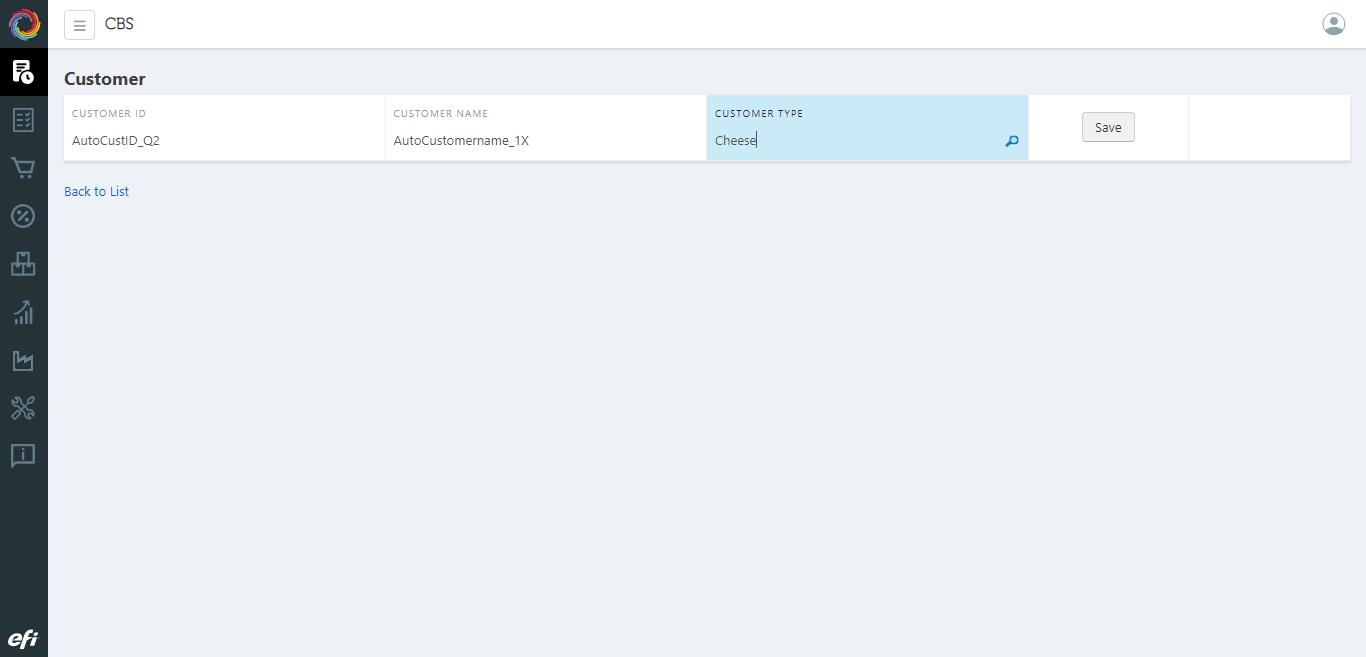 CBS
Customer
CUSTOMER ID
AutoCustID_Q2
CUSTOMER NAME
AutoCustomername_1X
CUSTOMER TYPE
Cheese
Save
Back to List
efi